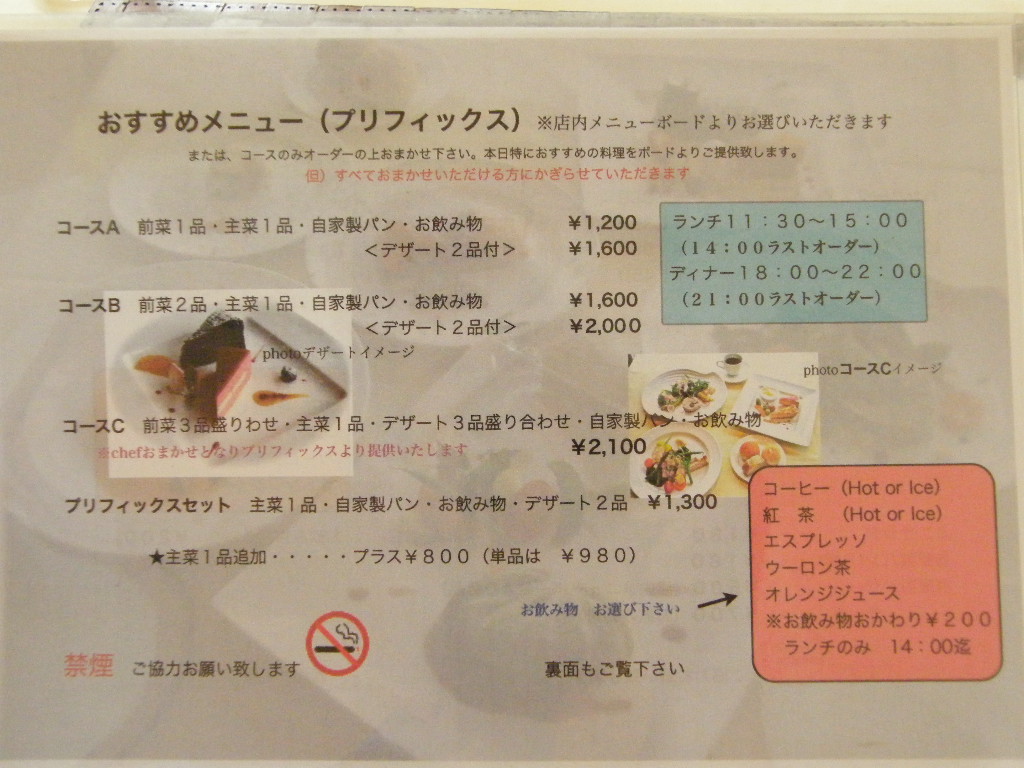 おすすめメニュー（プリフィックス）※店内メニューボードよりお選びいただきます
または、コースのみオーダーの上おまかせ下さい。本日特におすすめの料理をボードよりご提供致します。
但）すべておまかせいただける方にかぎらせていただきます
コースA　前菜１品・主菜１品・自家製パン・お飲み物　¥1,200
＜デザート２品付＞　¥1,600
コースB　前菜２品・主菜１品・自家製パン・お飲み物　¥1,600
＜デザート２品付＞　¥2,000
ランチ１１：３０〜１５：００
（１４：００ラストオーダー）
ディナー１８：００〜２２：００
（２１：００ラストオーダー）
photoデザートイメージ
photoコースCイメージ
コースC　前菜３品盛りわせ・主菜１品・デザート３品盛り合わせ・自家製パン・お飲み物
※chefおまかせとなりプリフィックスより提供いたします　¥2,100
プリフィックスセット　主菜１品・自家製パン・お飲み物・デザート２品　¥1,300
★主菜１品追加・・・・・プラス¥８００（単品は　¥９８０）
お飲み物　お選び下さい
コーヒー（Hot or Ice）
紅　茶　（Hot or Ice）
エスプレッソ
ウーロン茶
オレンジジュース
※お飲み物おかわり¥２００
ランチのみ　14：00迄
禁煙　ご協力お願い致します
裏面もご覧下さい